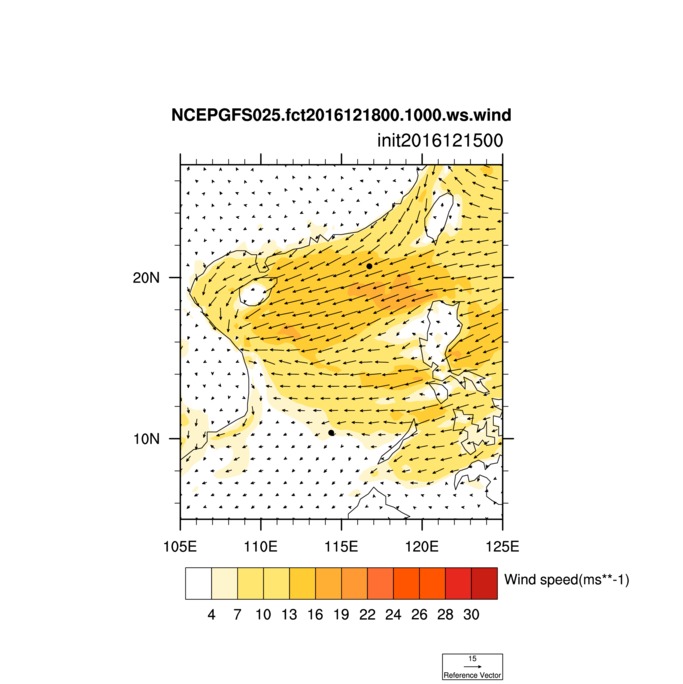 NCEPGFS025.fct2016121800.1000.ws.wind
init2016121500
20N
10N
105E 110E 115E 120E 125E
Wind speed(ms**-1)
4 7 10 13 16 19 22 24 26 28 30
15
Reference Vector